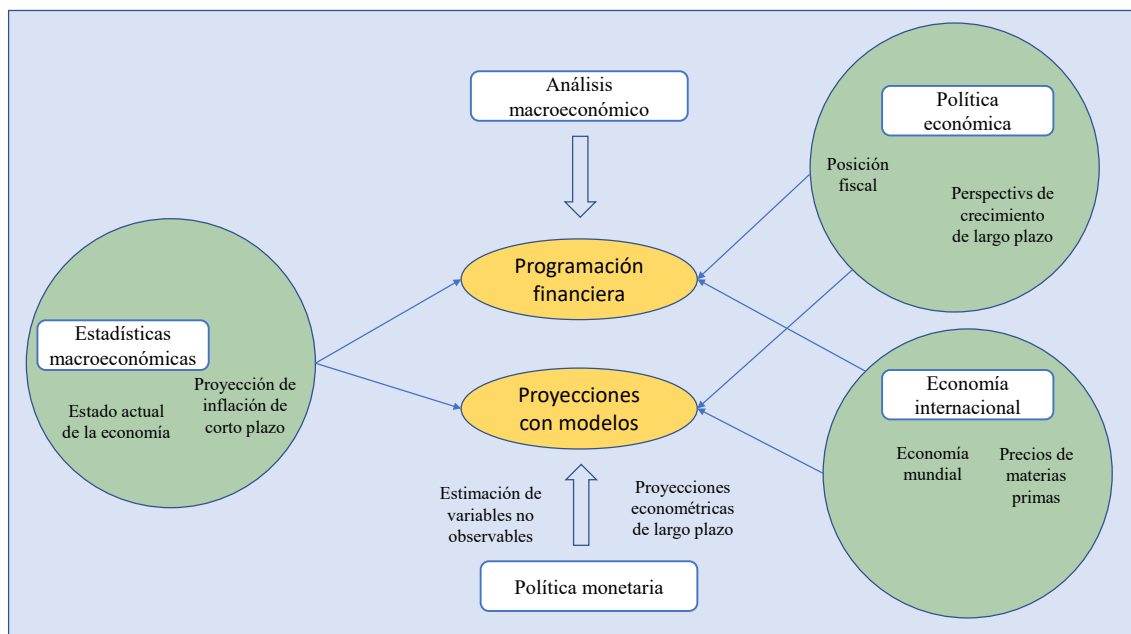 Análisis
macroeconómico
Política
económica
Posición
fiscal
Perspectivs de
crecimiento
de largo plazo
Programación
financiera
Estadísticas
macroeconómicas
Estado actual
de la economía
Proyección de
inflación de
corto plazo
Proyecciones
con modelos
Economía
internacional
Economía
mundial
Precios de
materias
primas
Estimación de
variables no
observables
Proyecciones
econométricas
de largo plazo
Política monetaria